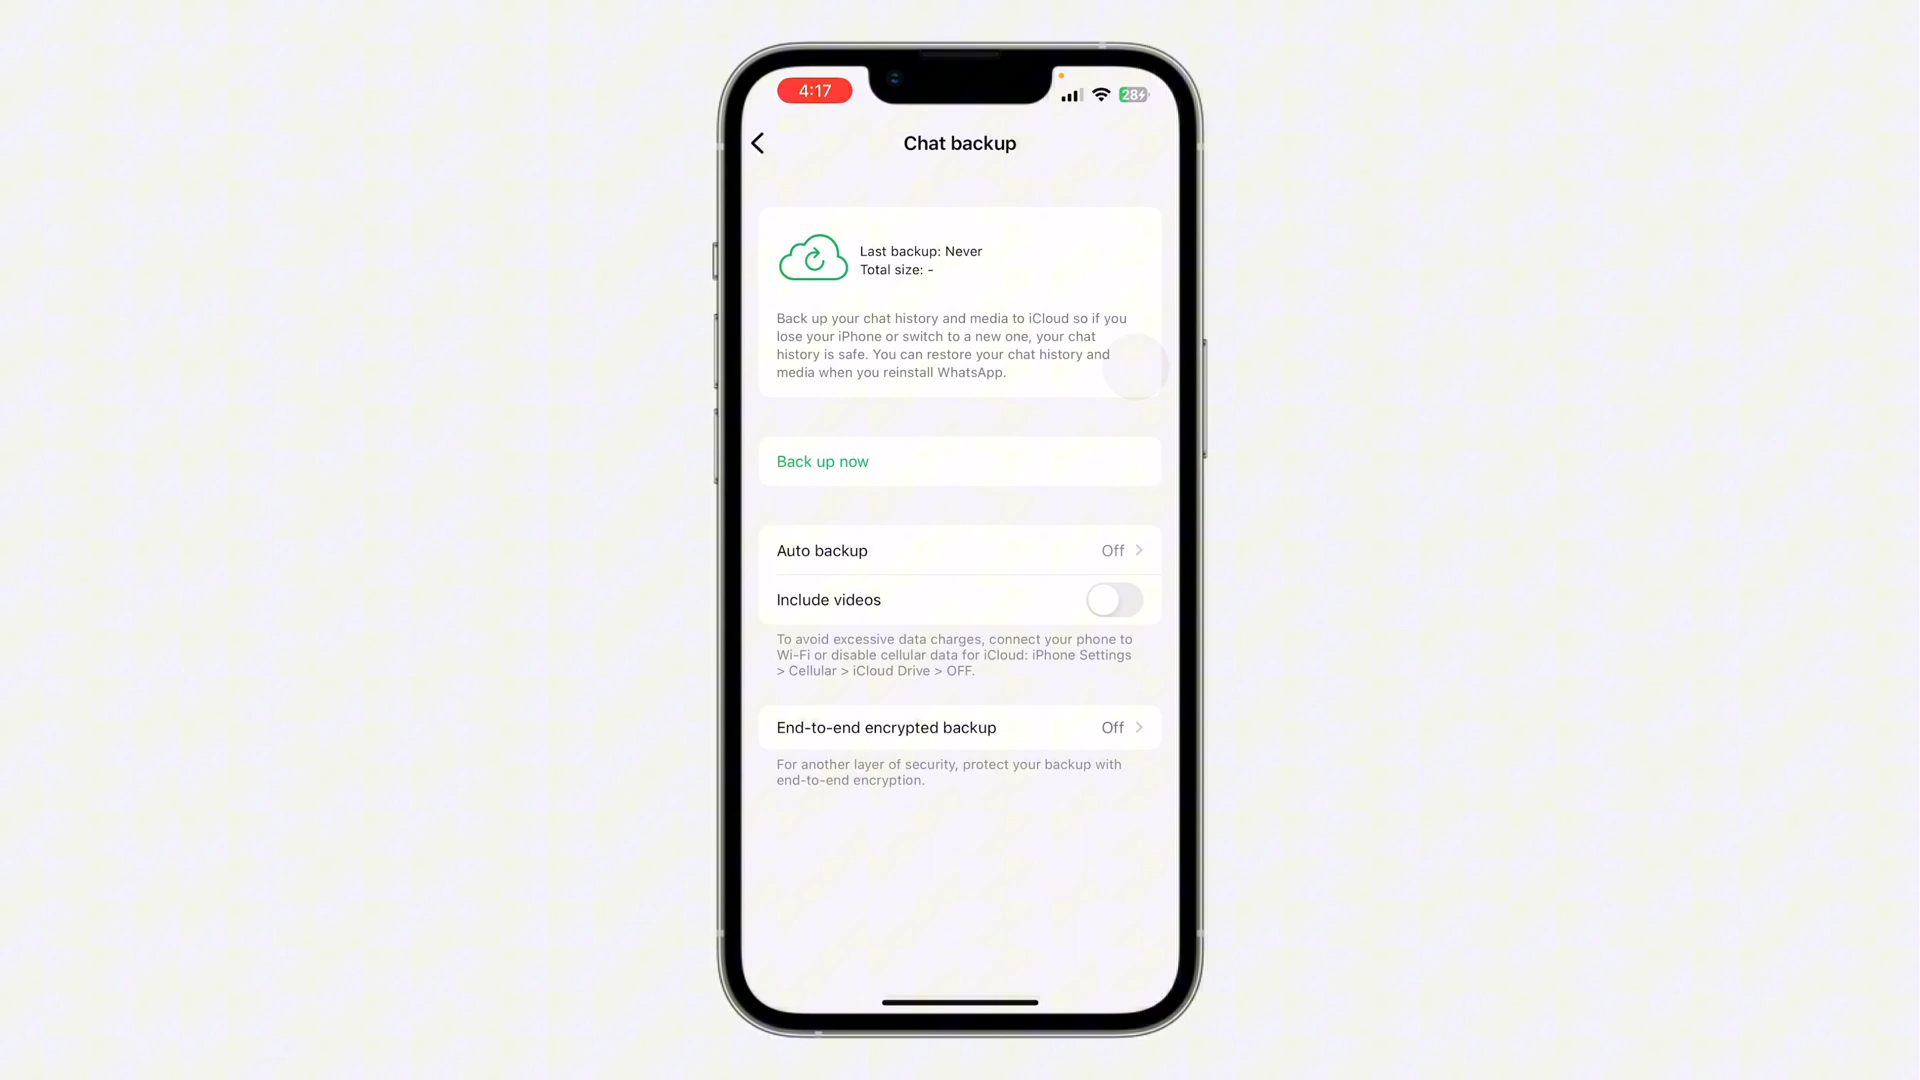 4:17
28
Chat backup
Last backup: Never
Total size: -
Back up your chat history and media to iCloud so if you
lose your iPhone or switch to a new one, your chat
history is safe. You can restore your chat history and
media when you reinstall WhatsApp.
Back up now
Auto backup Off
Include videos
To avoid excessive data charges, connect your phone to
Wi-Fi or disable cellular data for iCloud: iPhone Settings
> Cellular > iCloud Drive > OFF.
End-to-end encrypted backup Off
For another layer of security, protect your backup with
end-to-end encryption.